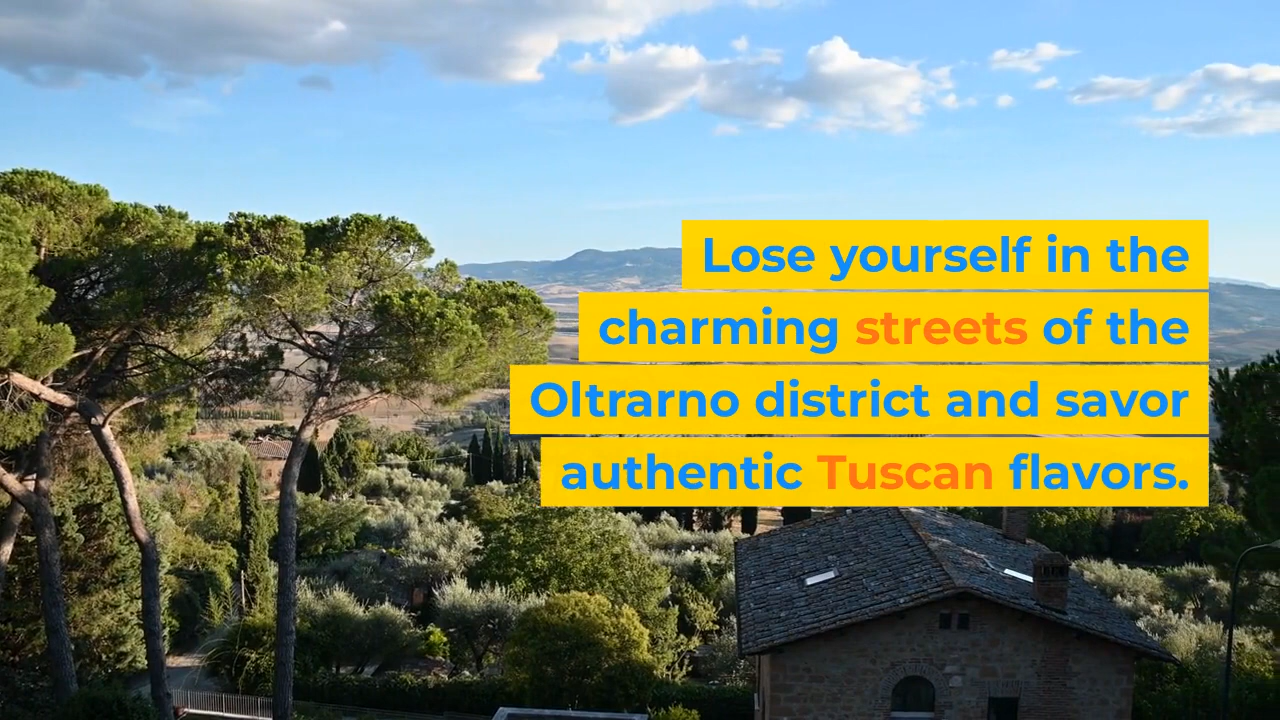 Lose yourself in the
charming streets of the
Oltrarno district and savor
authentic Tuscan flavors.